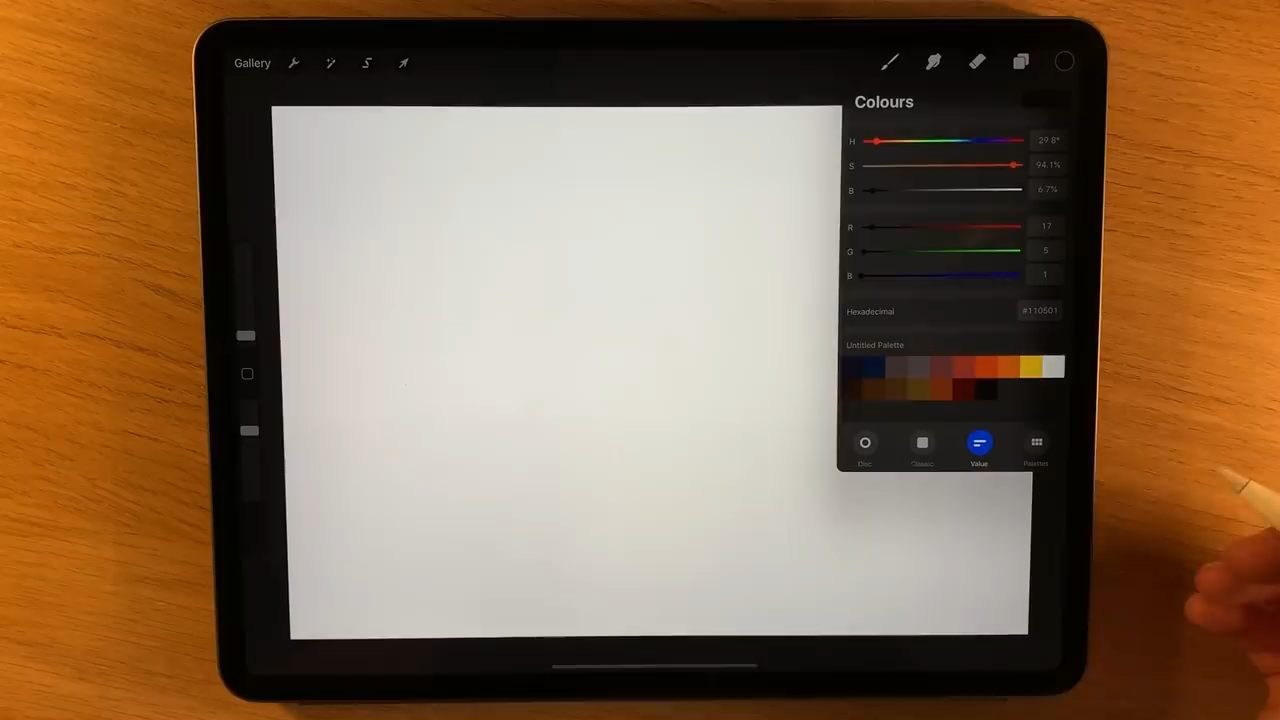 Gallery
Colours
H 29.8°
S 94.1%
B 6.7%
R 17
G 5
B 1
Hexadecimal #110501
Untitled Palette
Disc Classic Value Palettes